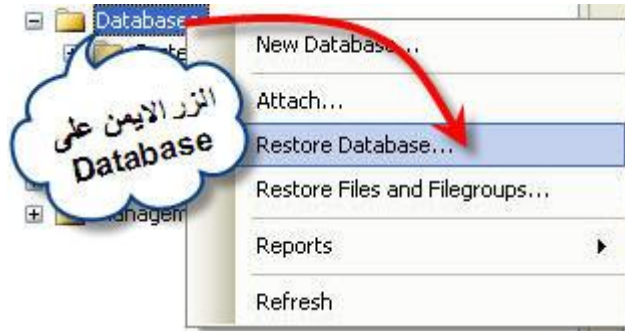 Databases
New Database...
Attach...
Restore Database...
Restore Files and Filegroups...
Reports
Refresh
الزر الايمن على
Database